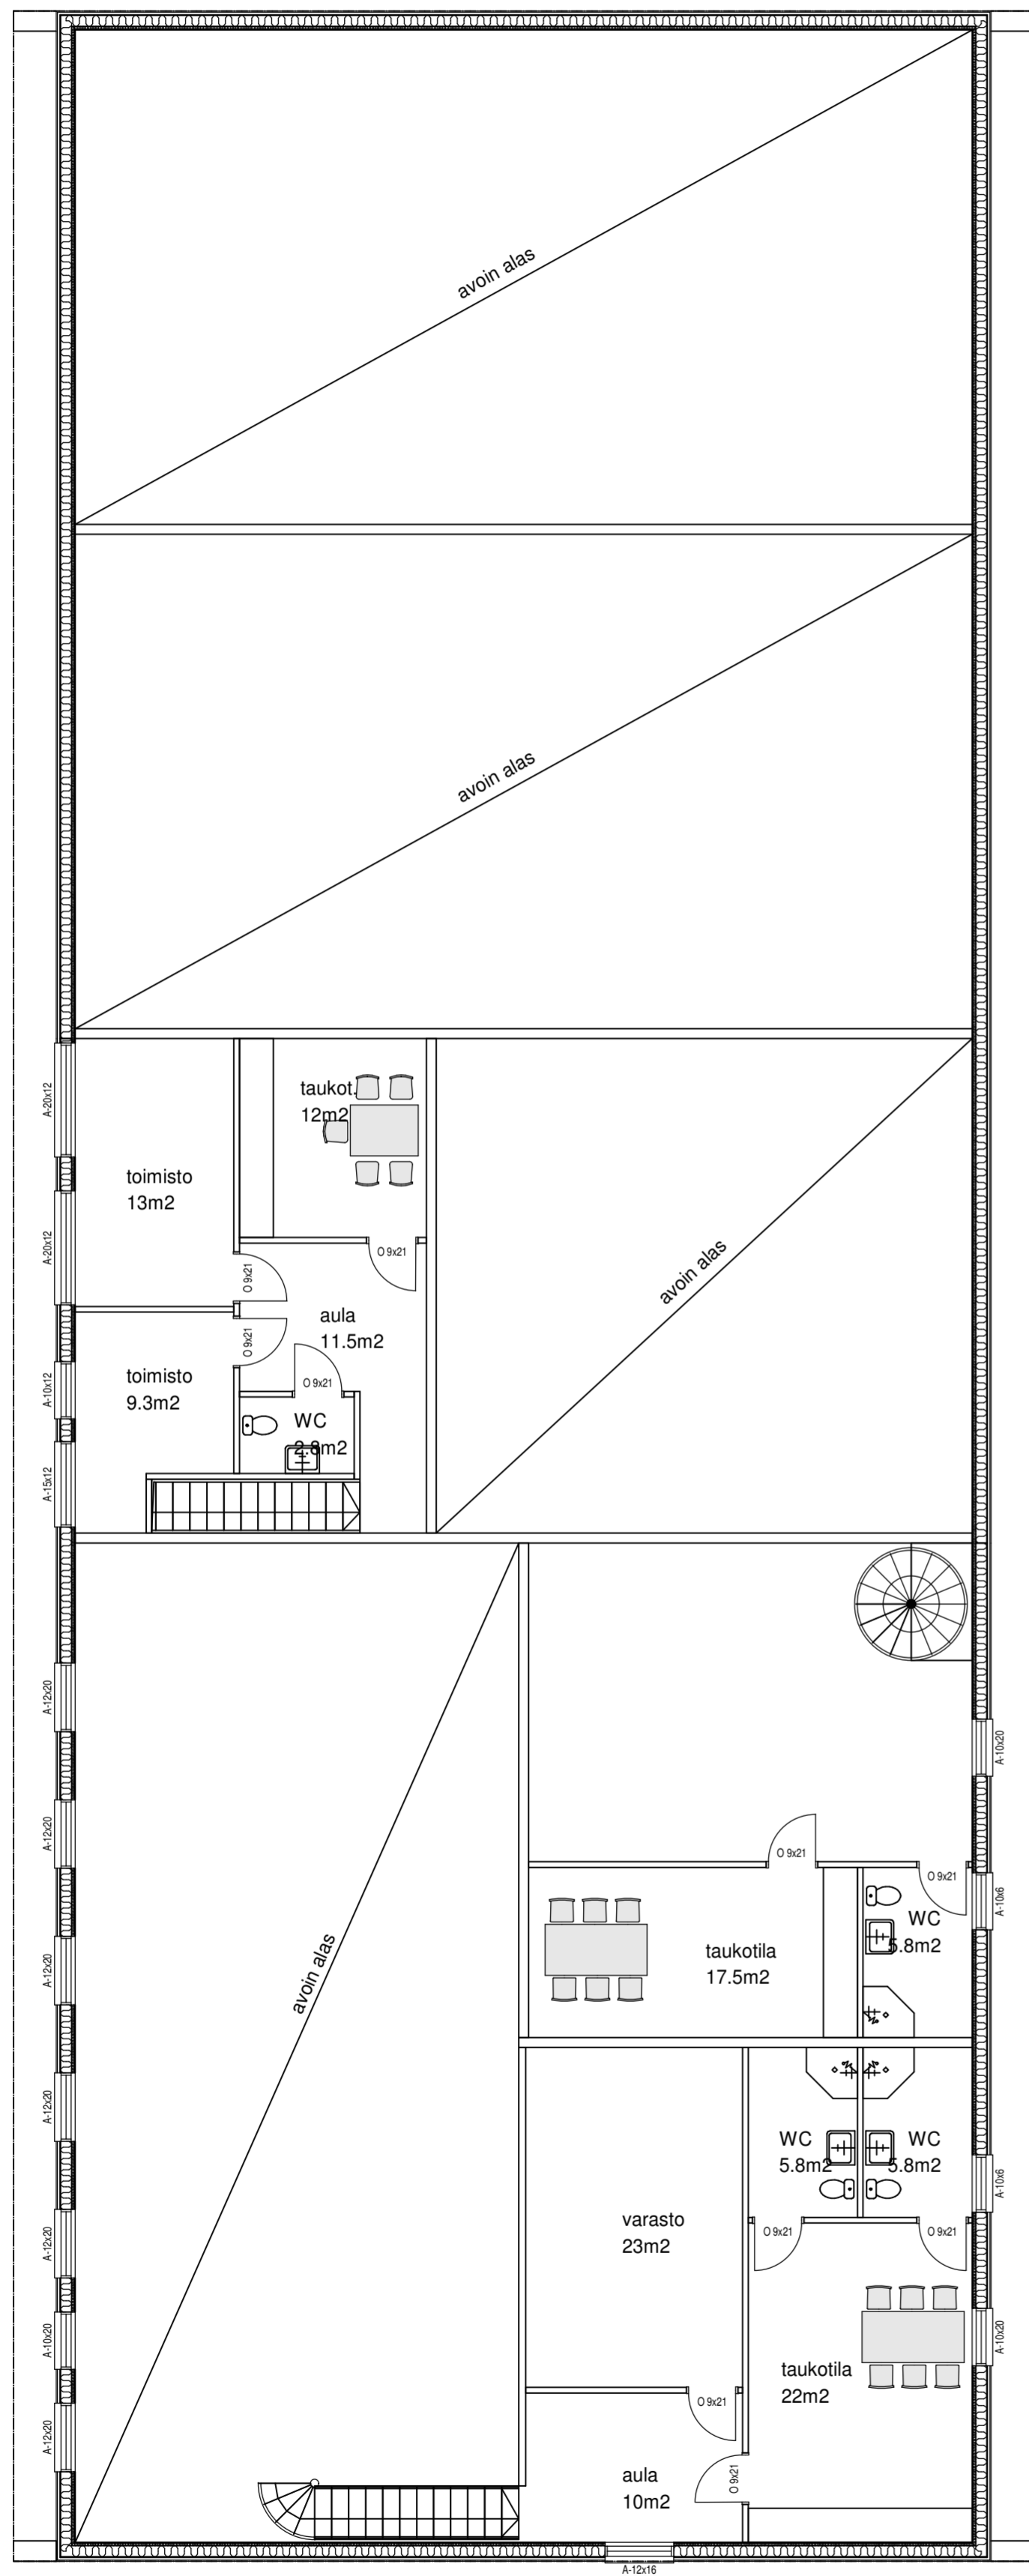 avoin alas
avoin alas
A-20x12
taukot.
12m2
toimisto
13m2
A-20x12
O 9x21
O 9x21
avoin alas
aula
11.5m2
O 9x21
toimisto
9.3m2
A-10x12
O 9x21
WC
2.8m2
A-15x12
A-12x20
A-10x20
A-12x20
O 9x21
O 9x21
A-10x6
WC
5.8m2
taukotila
17.5m2
avoin alas
A-12x20
A-12x20
WC
5.8m2
WC
5.8m2
A-10x6
varasto
23m2
O 9x21
O 9x21
A-12x20
A-10x20
A-10x20
taukotila
22m2
O 9x21
A-12x20
aula
10m2
O 9x21
A-12x16